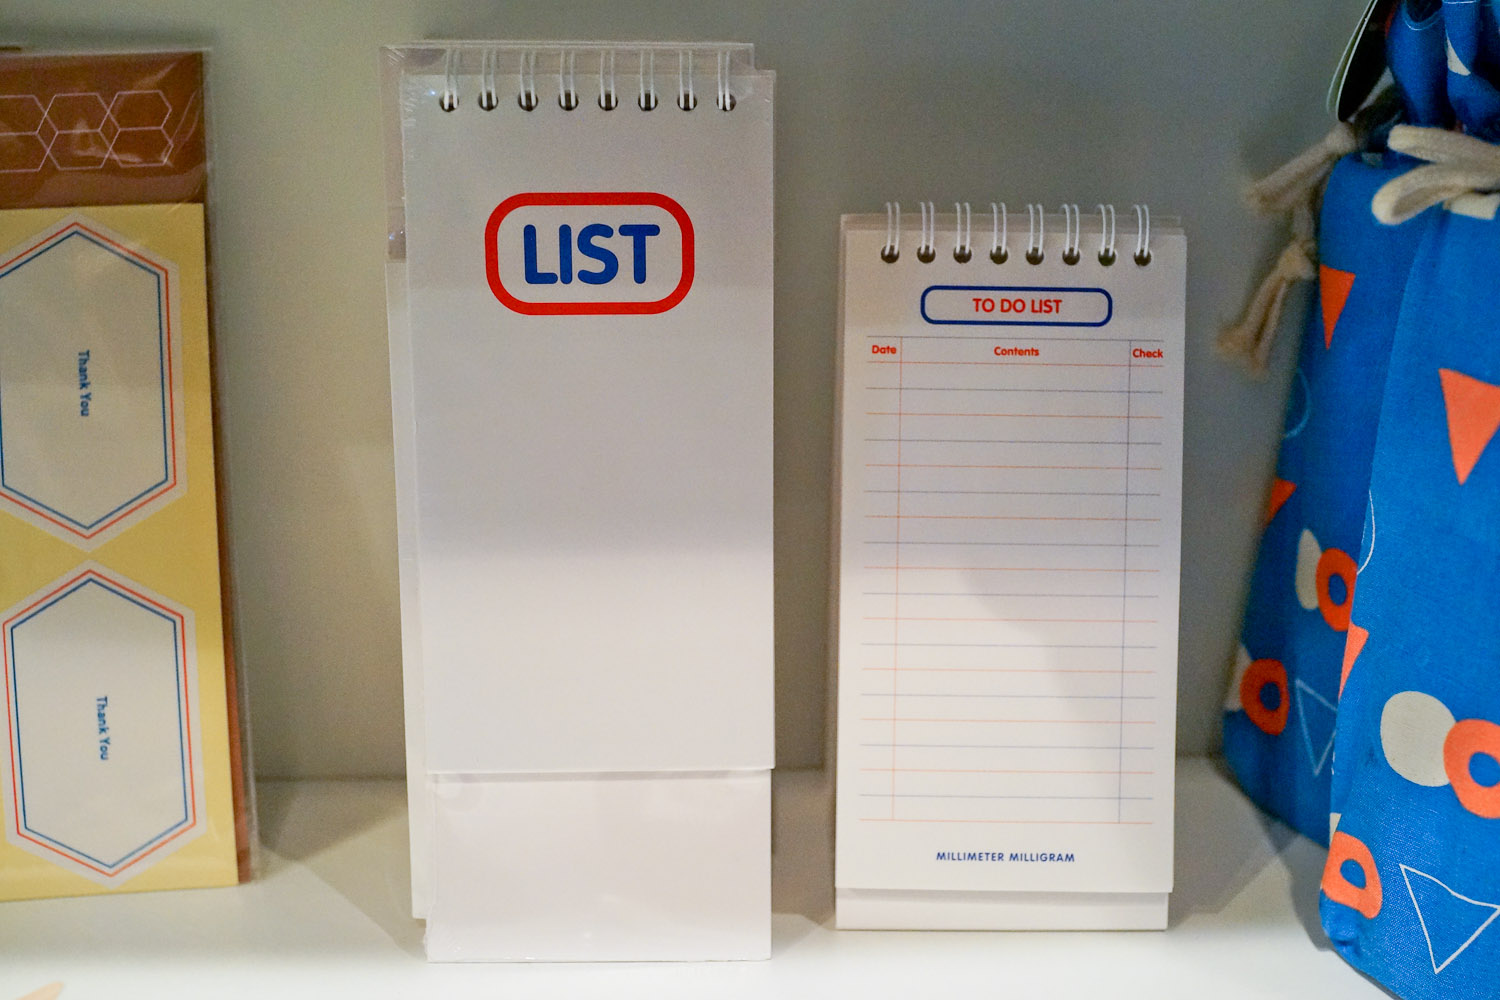 Thank You
Thank You
LIST
TO DO LIST
Date Contents Check
MILLIMETER MILLIGRAM